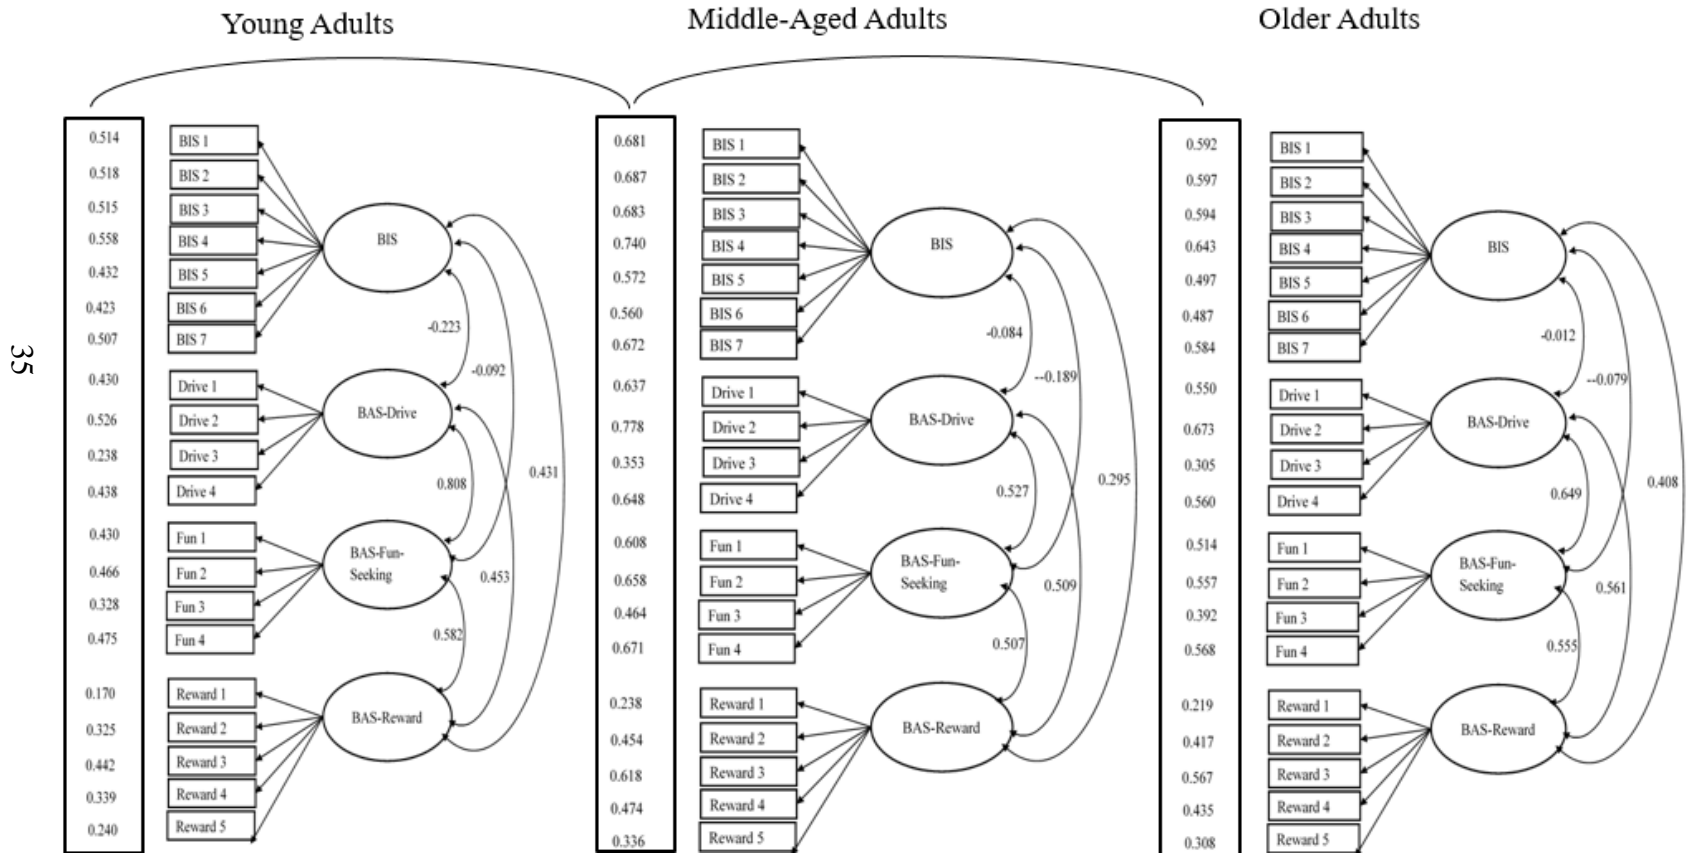 Young Adults
Middle-Aged Adults
Older Adults
35
0.514
0.518
0.515
0.558
0.432
0.423
0.507
0.430
0.526
0.238
0.438
0.430
0.466
0.328
0.475
0.170
0.325
0.442
0.339
0.240
BIS 1
BIS 2
BIS 3
BIS 4
BIS 5
BIS 6
BIS 7
Drive 1
Drive 2
Drive 3
Drive 4
Fun 1
Fun 2
Fun 3
Fun 4
Reward 1
Reward 2
Reward 3
Reward 4
Reward 5
BIS
BAS-Drive
BAS-Fun-
Seeking
BAS-Reward
-0.223
-0.092
0.431
0.808
0.453
0.582
0.681
0.687
0.683
0.740
0.572
0.560
0.672
0.637
0.778
0.353
0.648
0.608
0.658
0.464
0.671
0.238
0.454
0.618
0.474
0.336
BIS 1
BIS 2
BIS 3
BIS 4
BIS 5
BIS 6
BIS 7
Drive 1
Drive 2
Drive 3
Drive 4
Fun 1
Fun 2
Fun 3
Fun 4
Reward 1
Reward 2
Reward 3
Reward 4
Reward 5
BIS
BAS-Drive
BAS-Fun-
Seeking
BAS-Reward
-0.084
--0.189
0.295
0.527
0.509
0.507
0.592
0.597
0.594
0.643
0.497
0.487
0.584
0.550
0.673
0.305
0.560
0.514
0.557
0.392
0.568
0.219
0.417
0.567
0.435
0.308
BIS 1
BIS 2
BIS 3
BIS 4
BIS 5
BIS 6
BIS 7
Drive 1
Drive 2
Drive 3
Drive 4
Fun 1
Fun 2
Fun 3
Fun 4
Reward 1
Reward 2
Reward 3
Reward 4
Reward 5
BIS
BAS-Drive
BAS-Fun-
Seeking
BAS-Reward
-0.012
--0.079
0.408
0.649
0.561
0.555